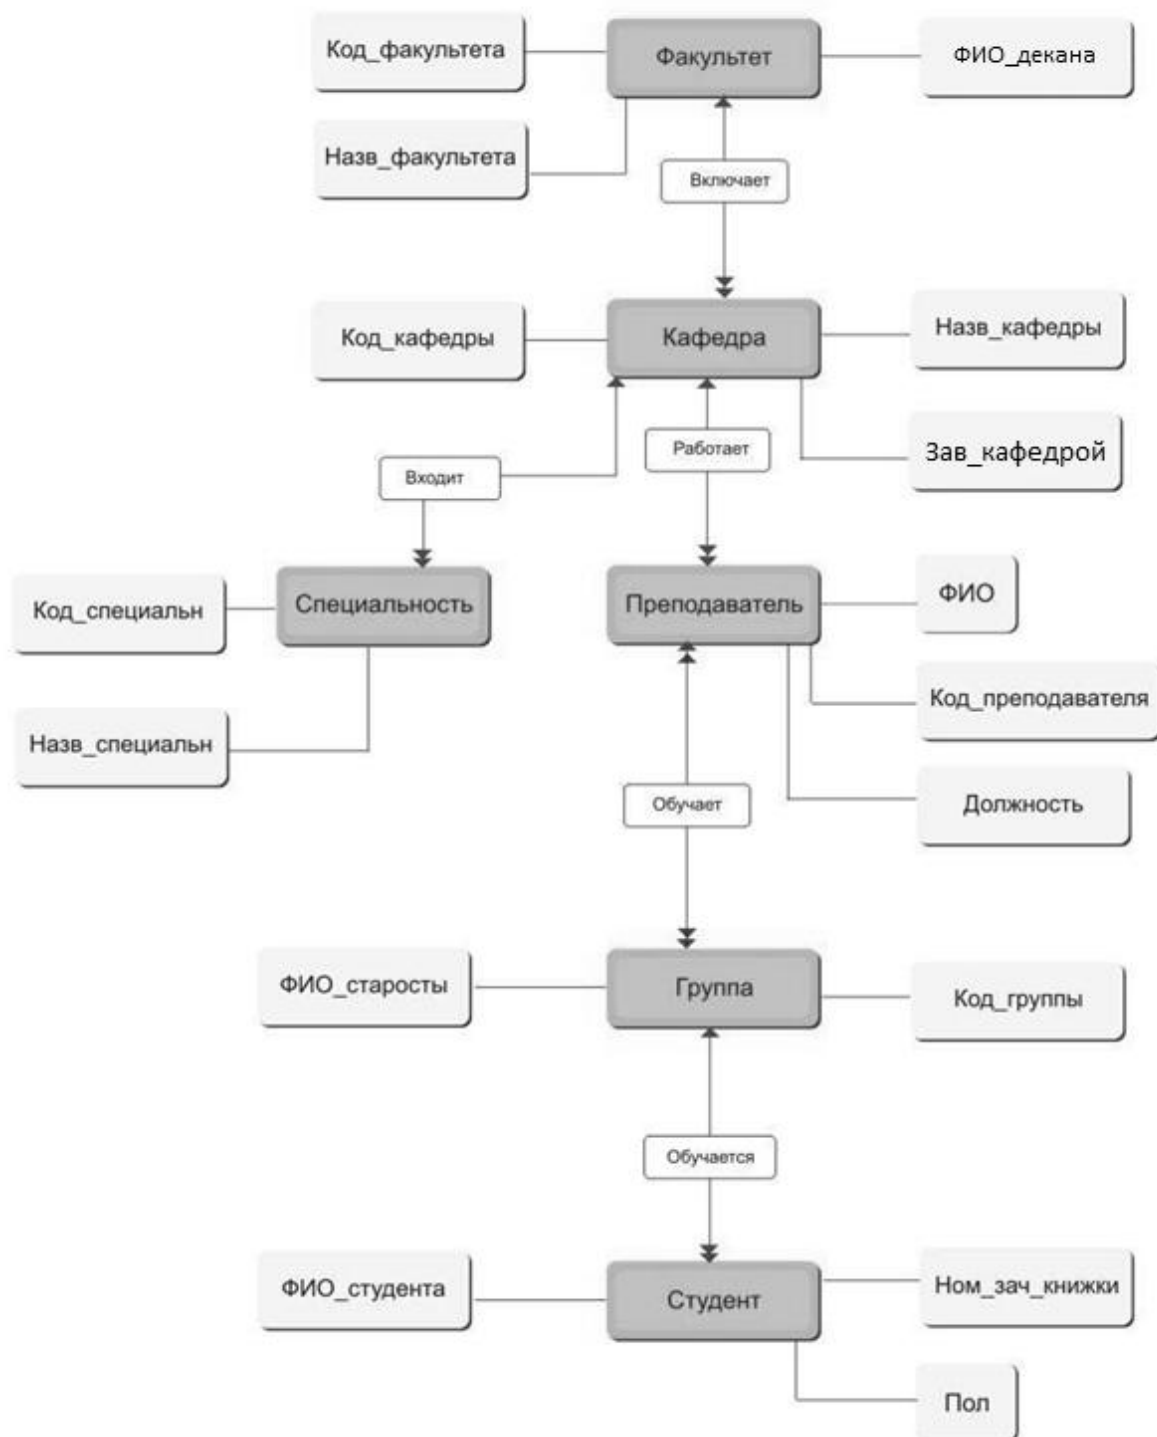 Код_факультета
Факультет
ФИО_декана
Назв_факультета
Включает
Код_кафедры
Кафедра
Назв_кафедры
Работает
Зав_кафедрой
Входит
Код_специальн
Специальность
Преподаватель
ФИО
Код_преподавателя
Назв_специальн
Обучает
Должность
ФИО_старосты
Группа
Код_группы
Обучается
ФИО_студента
Студент
Ном_зач_книжки
Пол